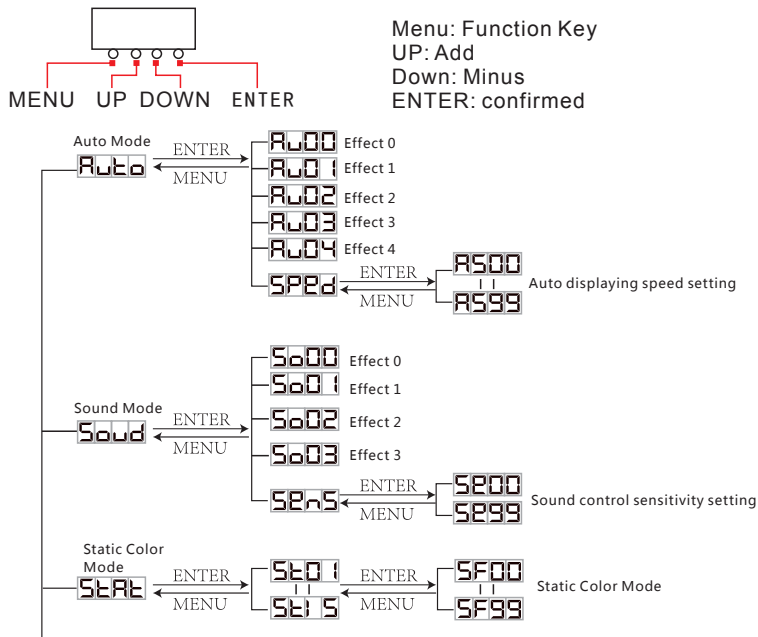 MENU UP DOWN ENTER
Menu: Function Key
UP: Add
Down: Minus
ENTER: confirmed
Auto Mode
Auto
ENTER
MENU
Au00 Effect 0
Au01 Effect 1
Au02 Effect 2
Au03 Effect 3
Au04 Effect 4
SPed
ENTER
MENU
AS00
AS99
Auto displaying speed setting
Sound Mode
Soud
ENTER
MENU
So00 Effect 0
So01 Effect 1
So02 Effect 2
So03 Effect 3
SenS
ENTER
MENU
Se00
Se99
Sound control sensitivity setting
Static Color
Mode
StAt
ENTER
MENU
St01
St15
ENTER
MENU
SF00
SF99
Static Color Mode